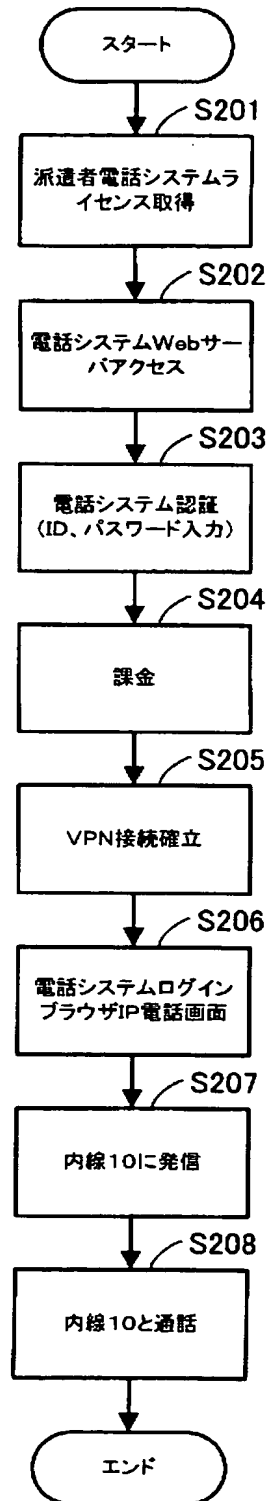 スタート
S201
派遣者電話システムラ
イセンス取得
S202
電話システムWebサー
バアクセス
S203
電話システム認証
(ID、パスワード入力)
S204
課金
S205
VPN接続確立
S206
電話システムログイン
ブラウザIP電話画面
S207
内線10に発信
S208
内線10と通話
エンド